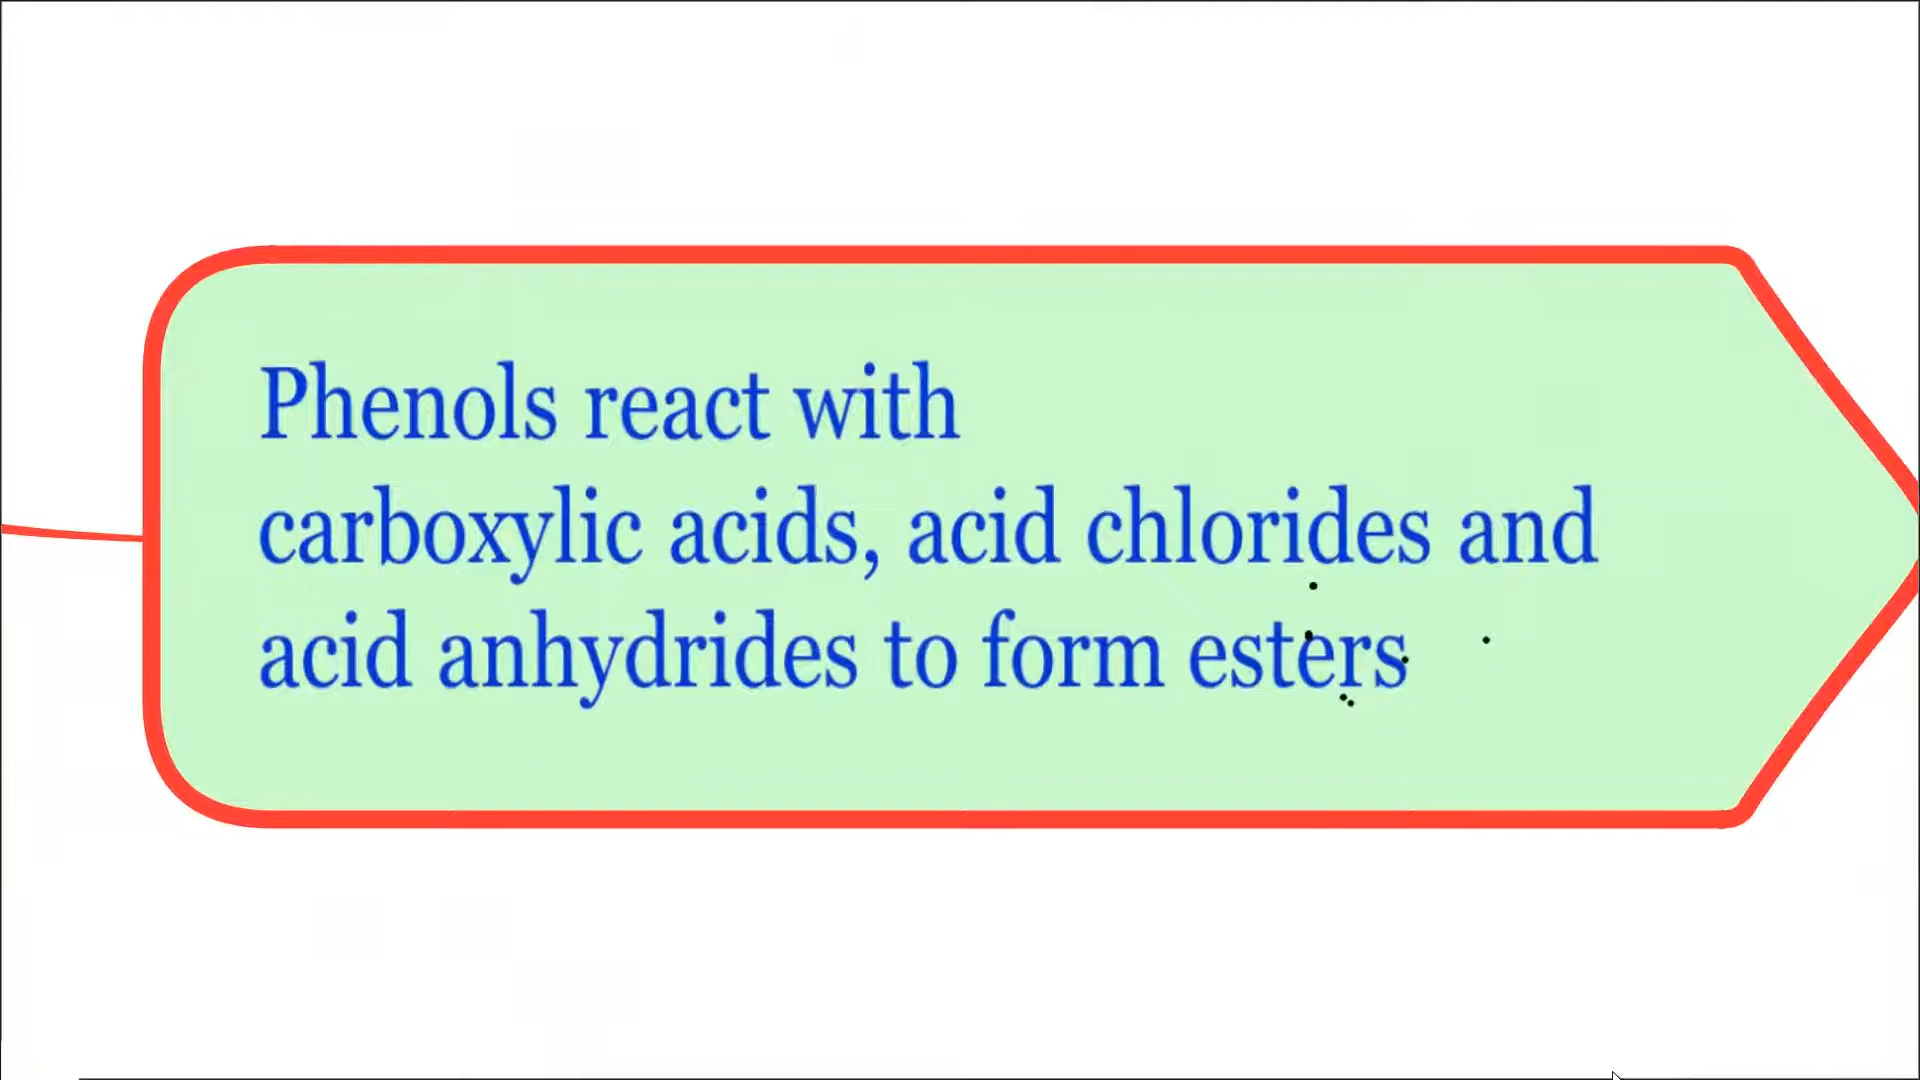 Phenols react with
carboxylic acids, acid chlorides and
acid anhydrides to form esters